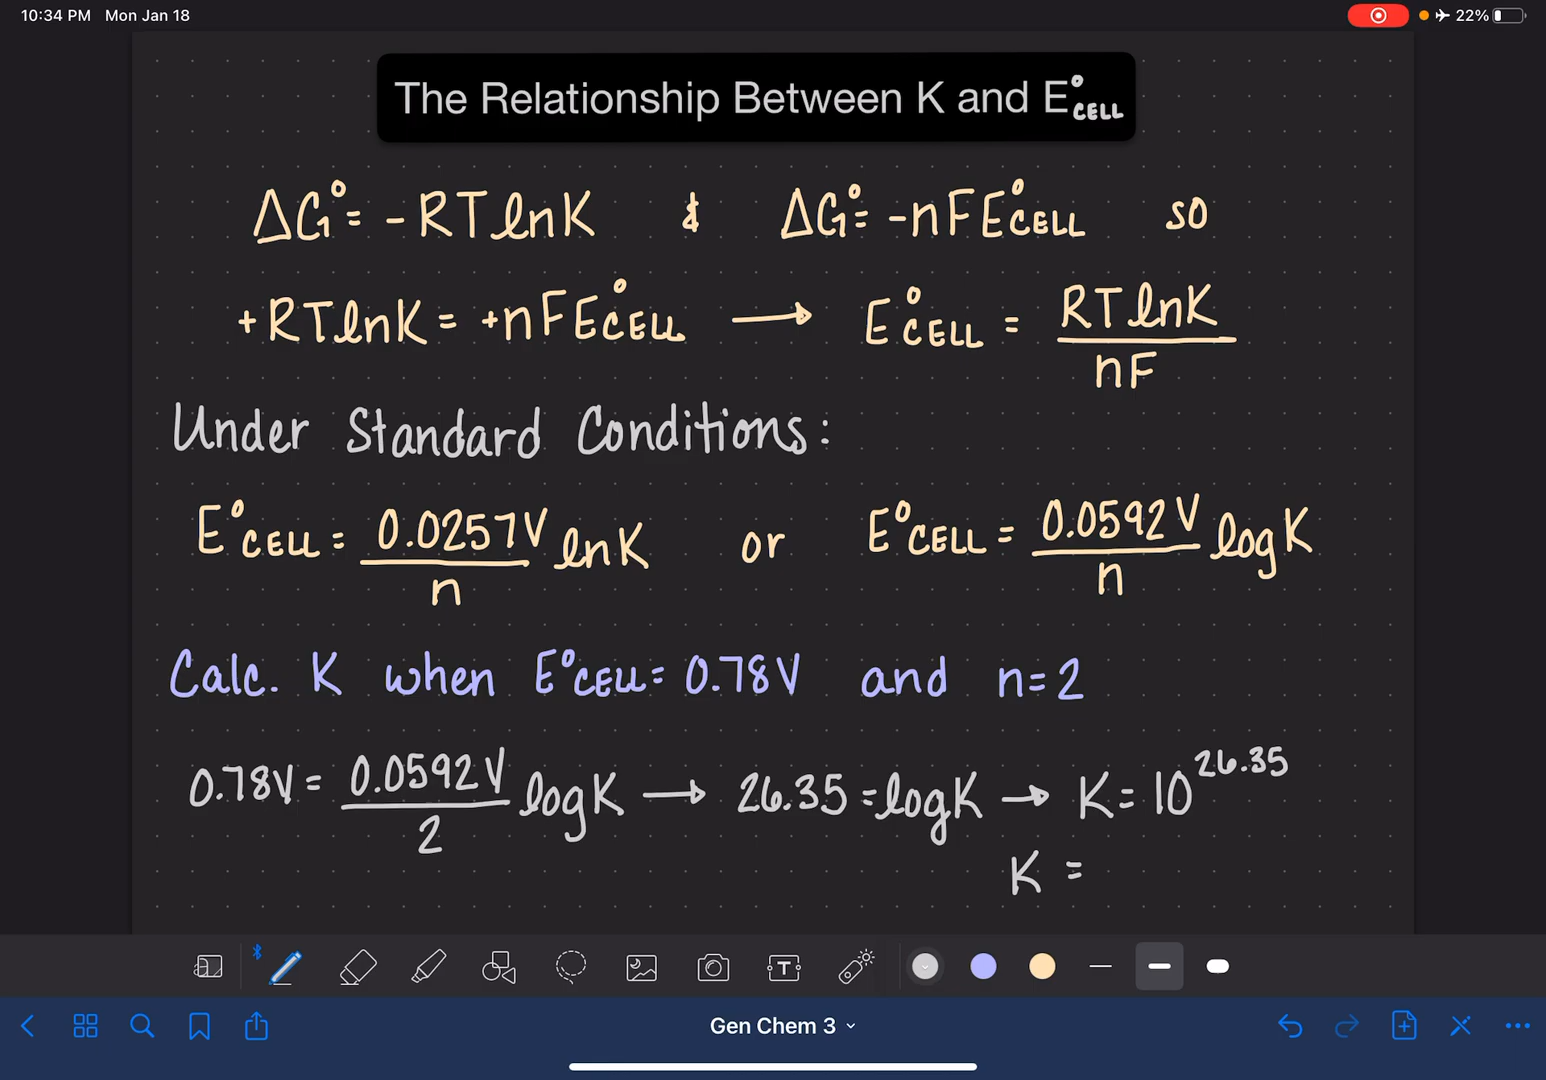 10:34 PM Mon Jan 18 22%
The Relationship Between K and E°CELL
ΔG°= -RTlnK & ΔG°= -nFE°CELL so
+RTlnK = +nFE°CELL → E°CELL = RTlnK / nF
Under Standard Conditions:
E°CELL = 0.0257V / n lnK or E°CELL = 0.0592V / n logK
Calc. K when E°CELL = 0.78V and n=2
0.78V = 0.0592V / 2 logK → 26.35 = logK → K = 10^26.35
K =
T
Gen Chem 3